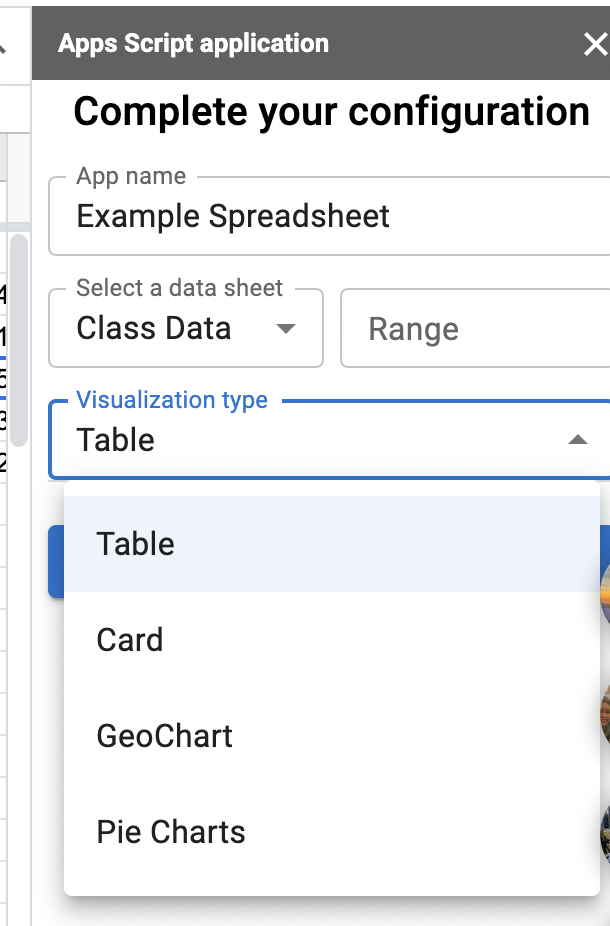 Apps Script application
Complete your configuration
App name
Example Spreadsheet
Select a data sheet
Class Data
Range
Visualization type
Table
Table
Card
GeoChart
Pie Charts